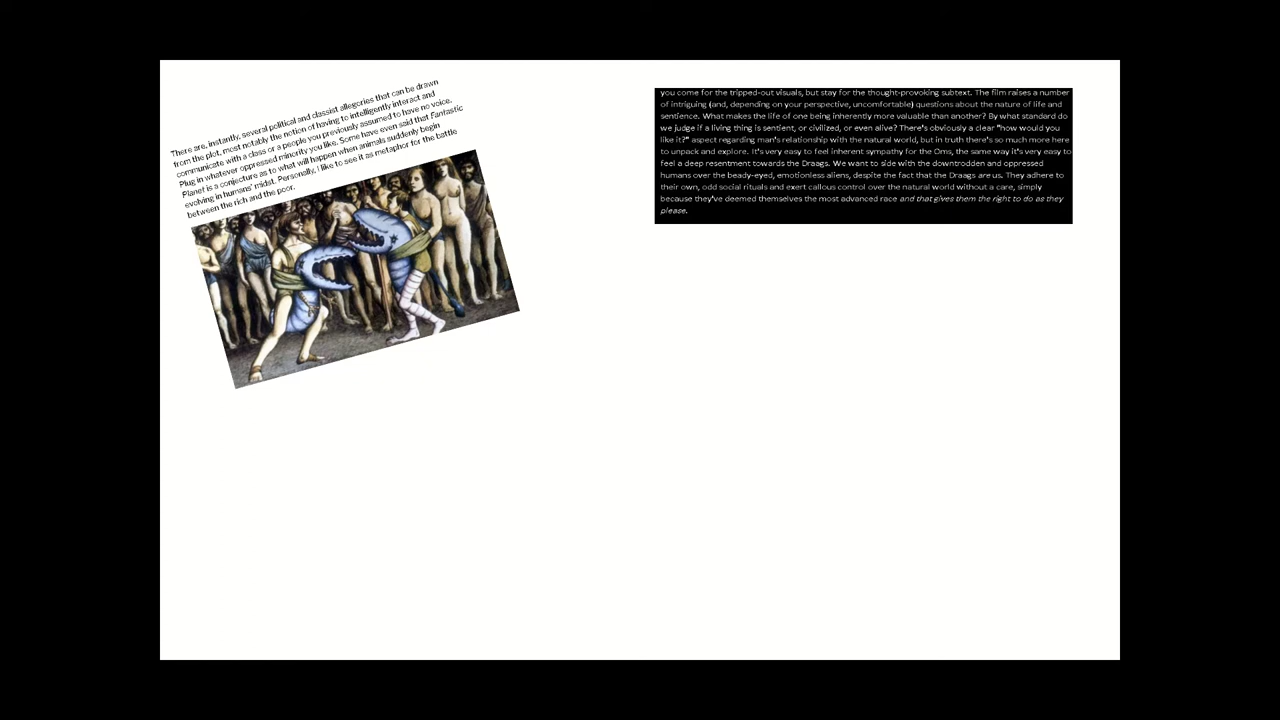 There are, instantly, several political and classist allegories that can be drawn
from the plot, most notably the notion of having to intelligently interact and
communicate with a class or a people you previously assumed to have no voice.
Plug in whatever oppressed minority you like. Some have even said that Fantastic
Planet is a conjecture as to what will happen when animals suddenly begin
evolving in humans' midst. Personally, I like to see it as metaphor for the battle
between the rich and the poor.
you come for the tripped-out visuals, but stay for the thought-provoking subtext. The film raises a number
of intriguing (and, depending on your perspective, uncomfortable) questions about the nature of life and
sentience. What makes the life of one being inherently more valuable than another? By what standard do
we judge if a living thing is sentient, or civilized, or even alive? There's obviously a clear "how would you
like it?" aspect regarding man's relationship with the natural world, but in truth there's so much more here
to unpack and explore. It's very easy to feel inherent sympathy for the Oms, the same way it's very easy to
feel a deep resentment towards the Draags. We want to side with the downtrodden and oppressed
humans over the beady-eyed, emotionless aliens, despite the fact that the Draags are us. They adhere to
their own, odd social rituals and exert callous control over the natural world without a care, simply
because they've deemed themselves the most advanced race and that gives them the right to do as they
please.